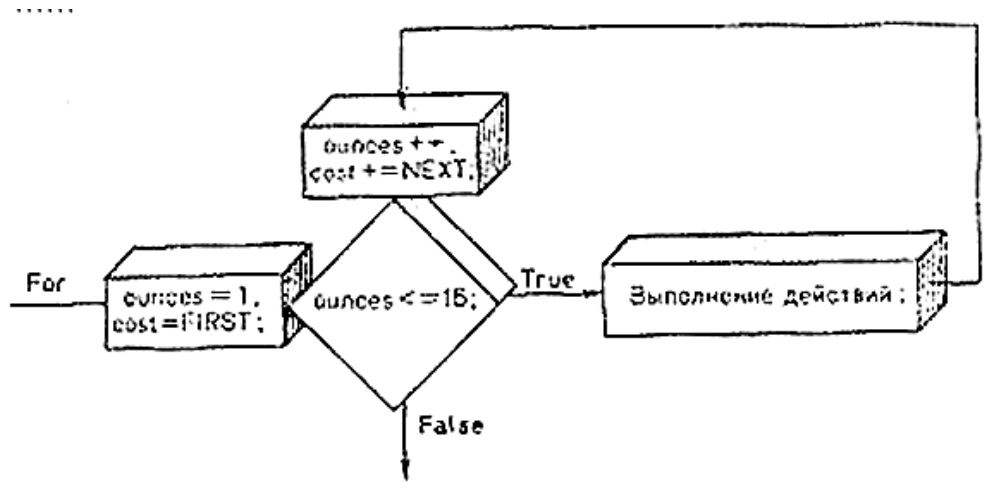 For
ounces = 1,
cost=FIRST;
ounces ++,
cost +=NEXT;
ounces <=16;
True
Выполнение действий;
False